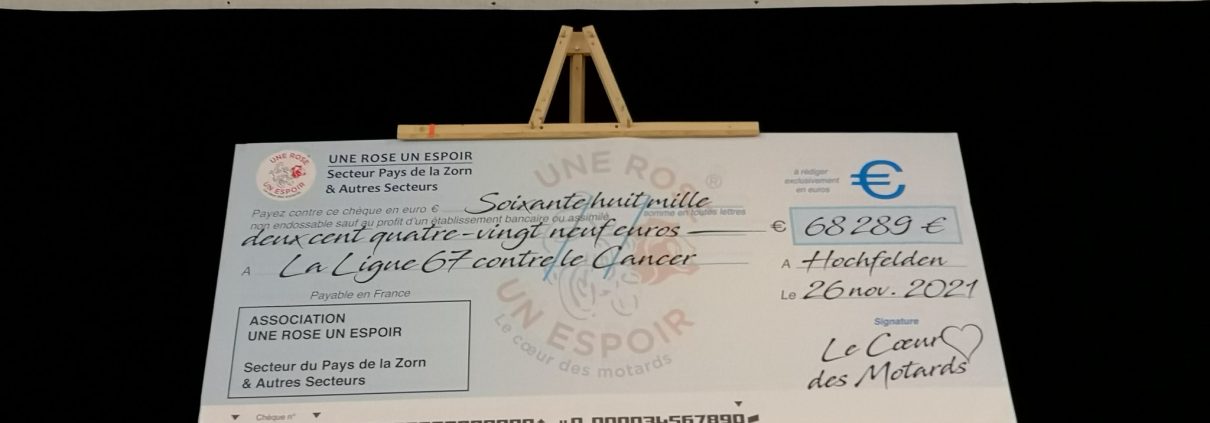 UNE ROSE
UN ESPOIR
UNE ROSE UN ESPOIR
Secteur Pays de la Zorn
& Autres Secteurs
à rédiger
exclusivement
en euros
€
Payez contre ce chèque en euro € Soixante huit mille
non endossable sauf au profit d'un établissement bancaire ou assimilé
somme en toutes lettres
deux cent quatre-vingt neuf euros
€ 68 289 €
A La Ligue 67 contre le Cancer
A Hochfelden
Le 26 nov. 2021
Payable en France
ASSOCIATION
UNE ROSE UN ESPOIR
Secteur du Pays de la Zorn
& Autres Secteurs
UNE ROS ®
UN ESPOIR
Le cœur des motards
Signature
Le Cœur
des Motards
Chèque n°